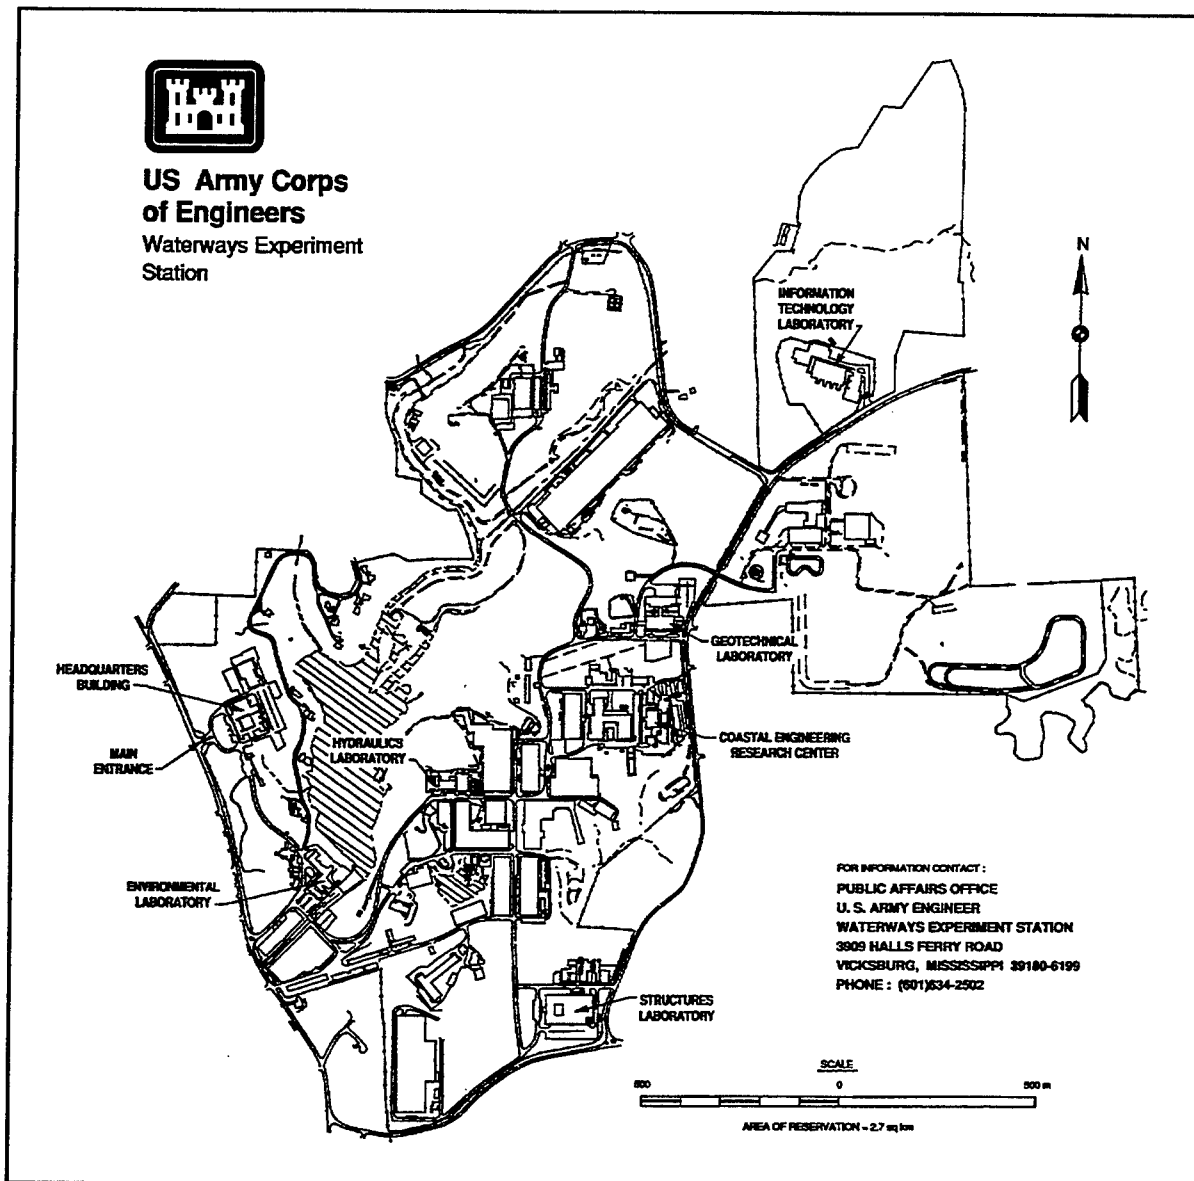 US Army Corps
of Engineers
Waterways Experiment
Station
N
INFORMATION
TECHNOLOGY
LABORATORY
GEOTECHNICAL
LABORATORY
HEADQUARTERS
BUILDING
MAIN
ENTRANCE
HYDRAULICS
LABORATORY
COASTAL ENGINEERING
RESEARCH CENTER
ENVIRONMENTAL
LABORATORY
STRUCTURES
LABORATORY
FOR INFORMATION CONTACT :
PUBLIC AFFAIRS OFFICE
U. S. ARMY ENGINEER
WATERWAYS EXPERIMENT STATION
3909 HALLS FERRY ROAD
VICKSBURG, MISSISSIPPI 39180-6199
PHONE : (601)634-2502
SCALE
500 0 500 m
AREA OF RESERVATION = 2.7 sq km